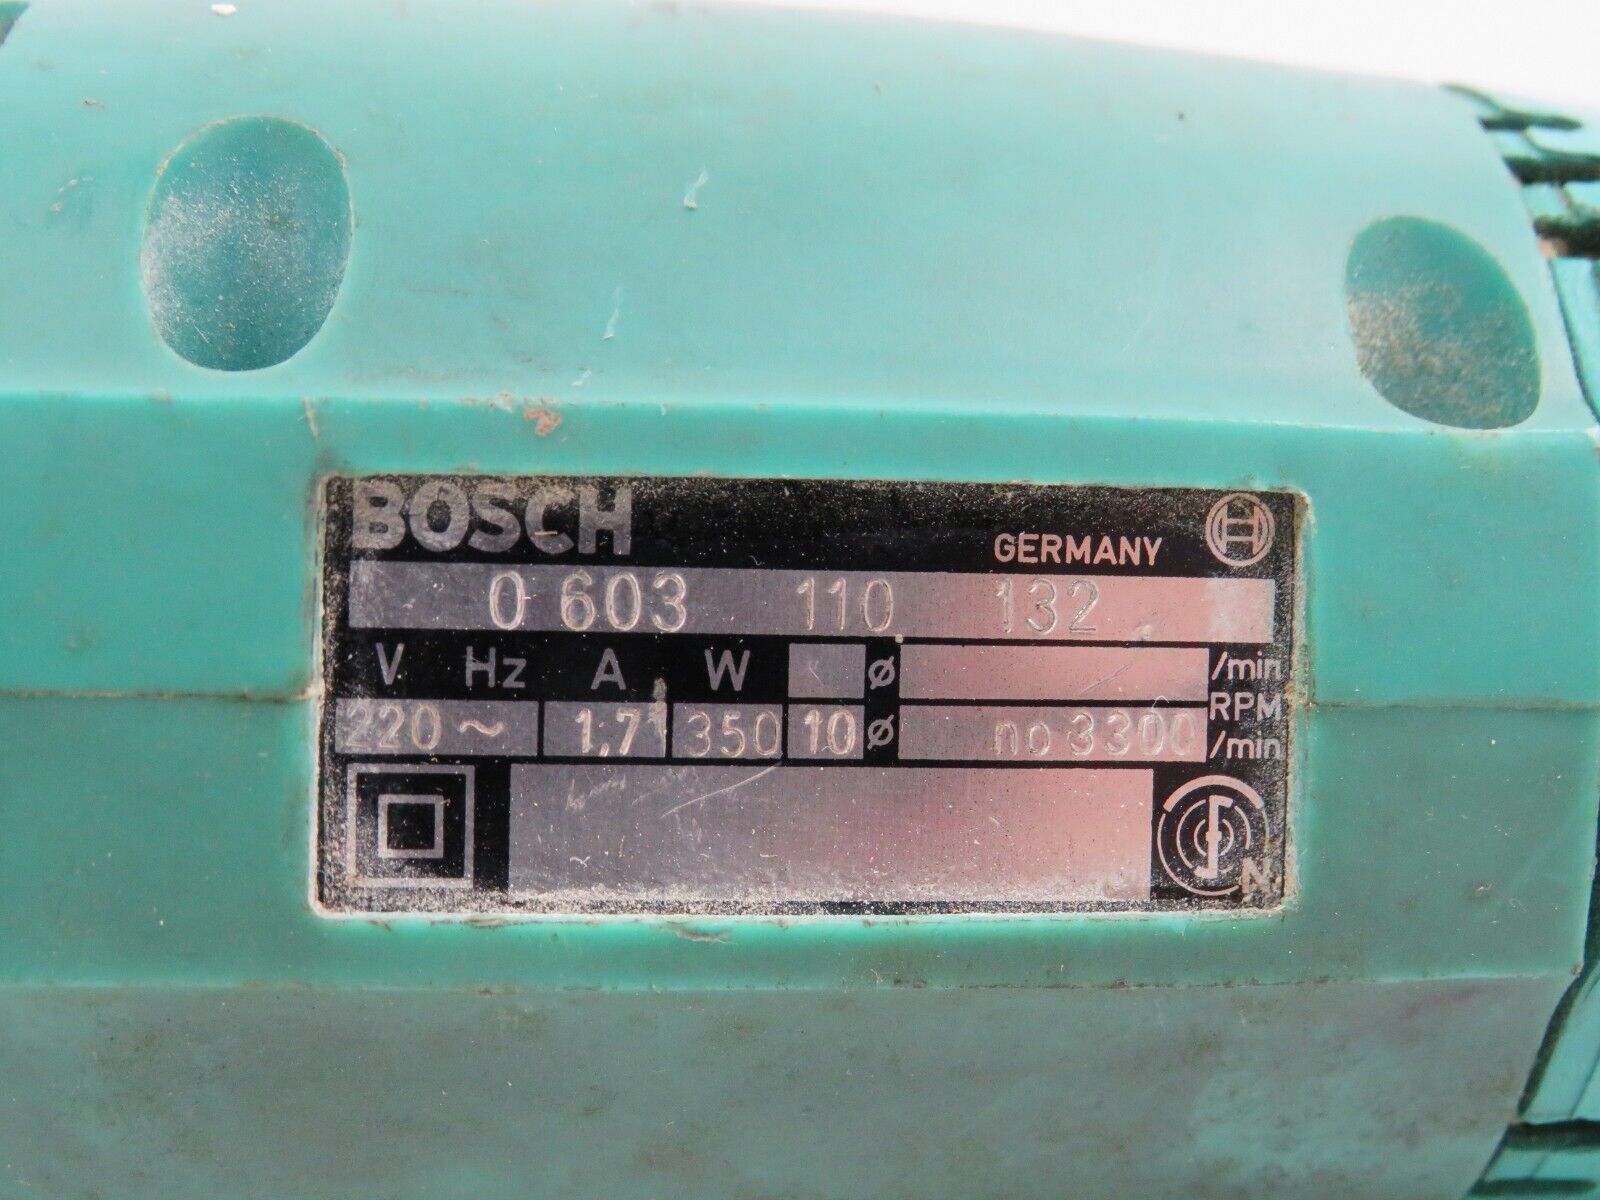 BOSCH
GERMANY
0 603 110 132
V Hz A W ø /min
RPM
220 ~ 1,7 350 10 ø no 3300 /min
N